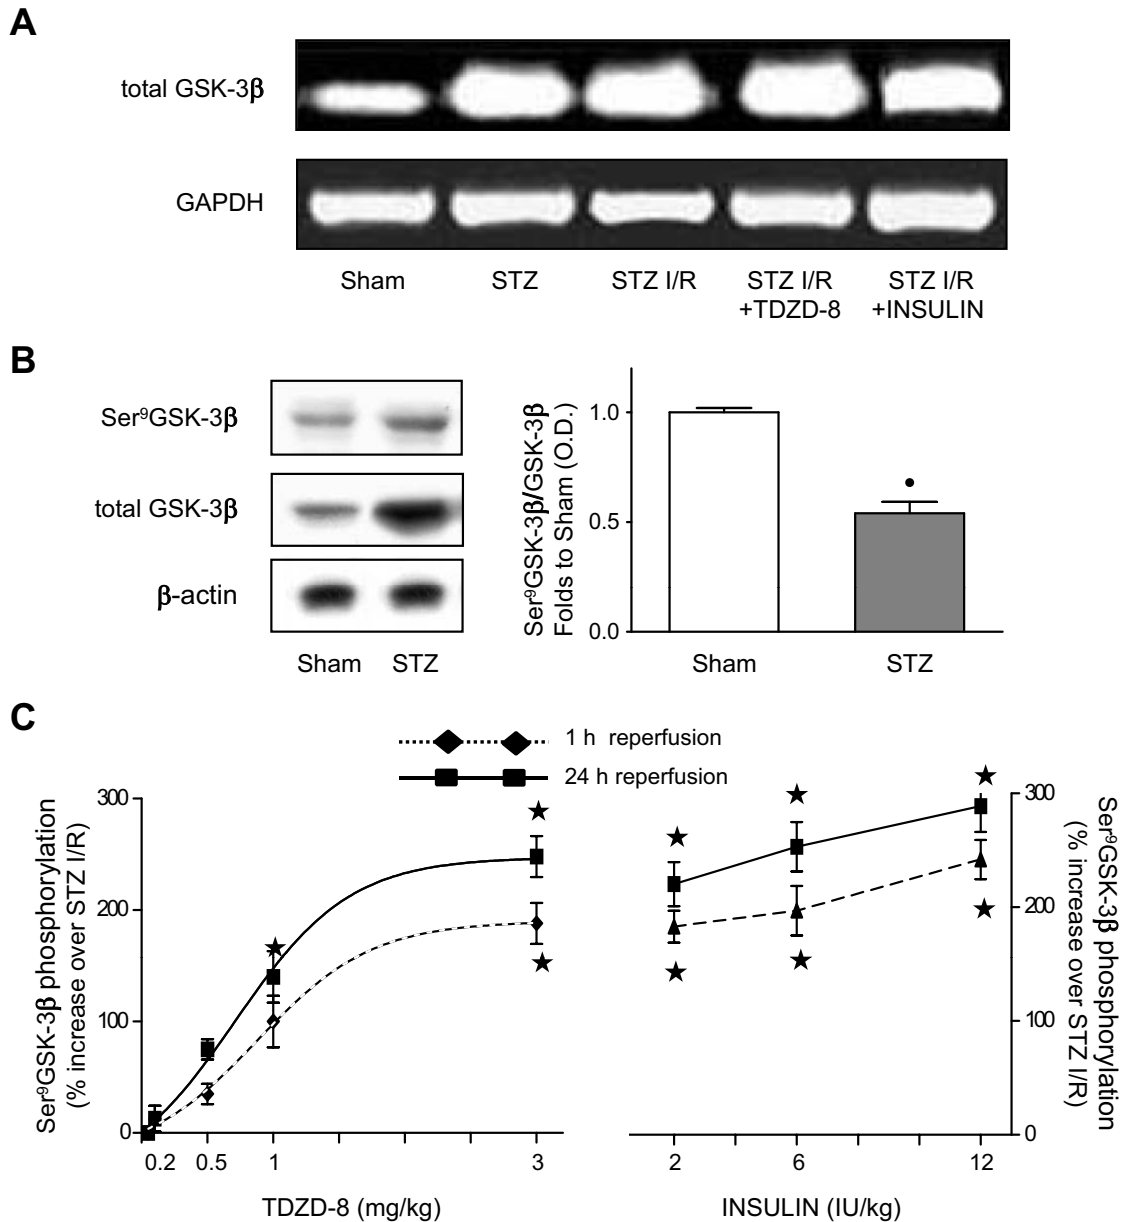 A
total GSK-3β
GAPDH
Sham STZ STZ I/R STZ I/R STZ I/R
+TDZD-8 +INSULIN
B
Ser⁹GSK-3β
total GSK-3β
β-actin
Sham STZ
Ser⁹GSK-3β/GSK-3β
Folds to Sham (O.D.)
1.0
0.5
0.0
Sham STZ
C
1 h reperfusion
24 h reperfusion
Ser⁹GSK-3β phosphorylation
(% increase over STZ I/R)
300
200
100
0
0.2 0.5 1 3
TDZD-8 (mg/kg)
300
200
100
0
Ser⁹GSK-3β phosphorylation
(% increase over STZ I/R)
2 6 12
INSULIN (IU/kg)